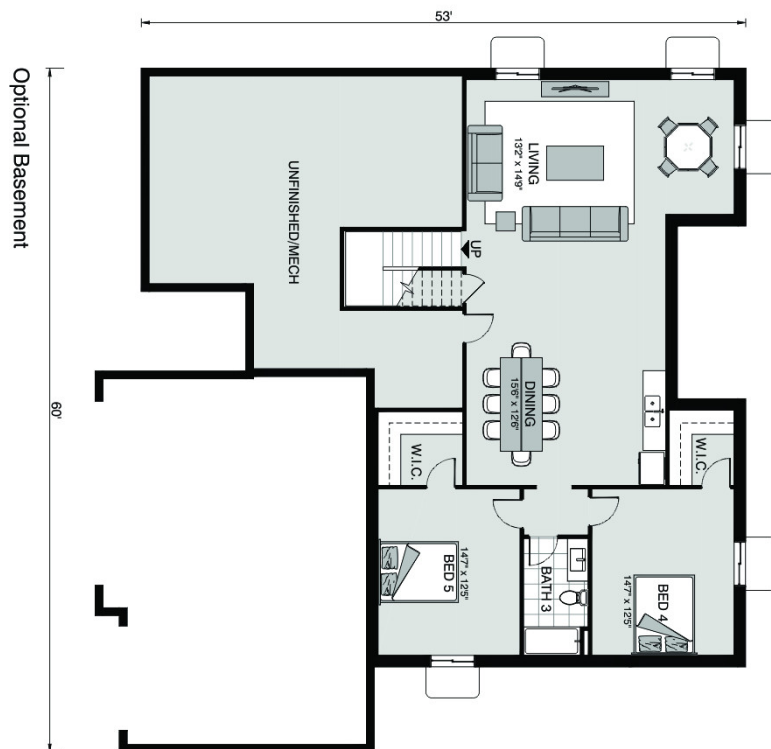 53'
60'
Optional Basement
UNFINISHED/MECH
LIVING
13'2" x 14'9"
UP
DINING
15'6" x 12'6"
W.I.C.
W.I.C.
BED 5
14'7" x 12'5"
BATH 3
BED 4
14'7" x 12'5"